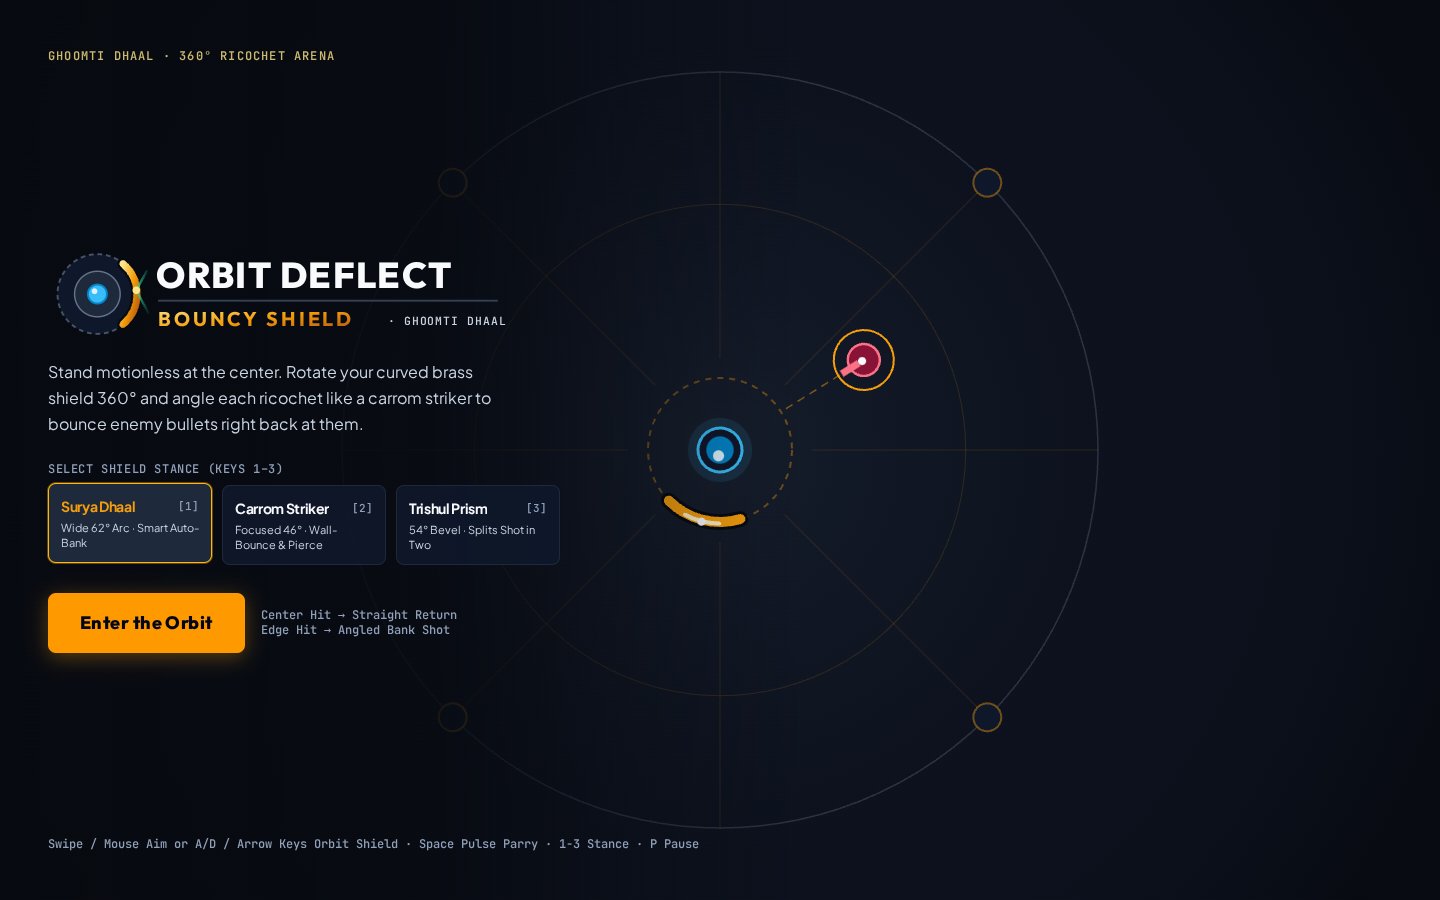 GHOOMTI DHAAL · 360° RICOCHET ARENA
ORBIT DEFLECT
BOUNCY SHIELD · GHOOMTI DHAAL
Stand motionless at the center. Rotate your curved brass
shield 360° and angle each ricochet like a carrom striker to
bounce enemy bullets right back at them.
SELECT SHIELD STANCE (KEYS 1–3)
Surya Dhaal [1]
Wide 62° Arc · Smart Auto-
Bank
Carrom Striker [2]
Focused 46° · Wall-
Bounce & Pierce
Trishul Prism [3]
54° Bevel · Splits Shot in
Two
Enter the Orbit
Center Hit → Straight Return
Edge Hit → Angled Bank Shot
Swipe / Mouse Aim or A/D / Arrow Keys Orbit Shield · Space Pulse Parry · 1-3 Stance · P Pause